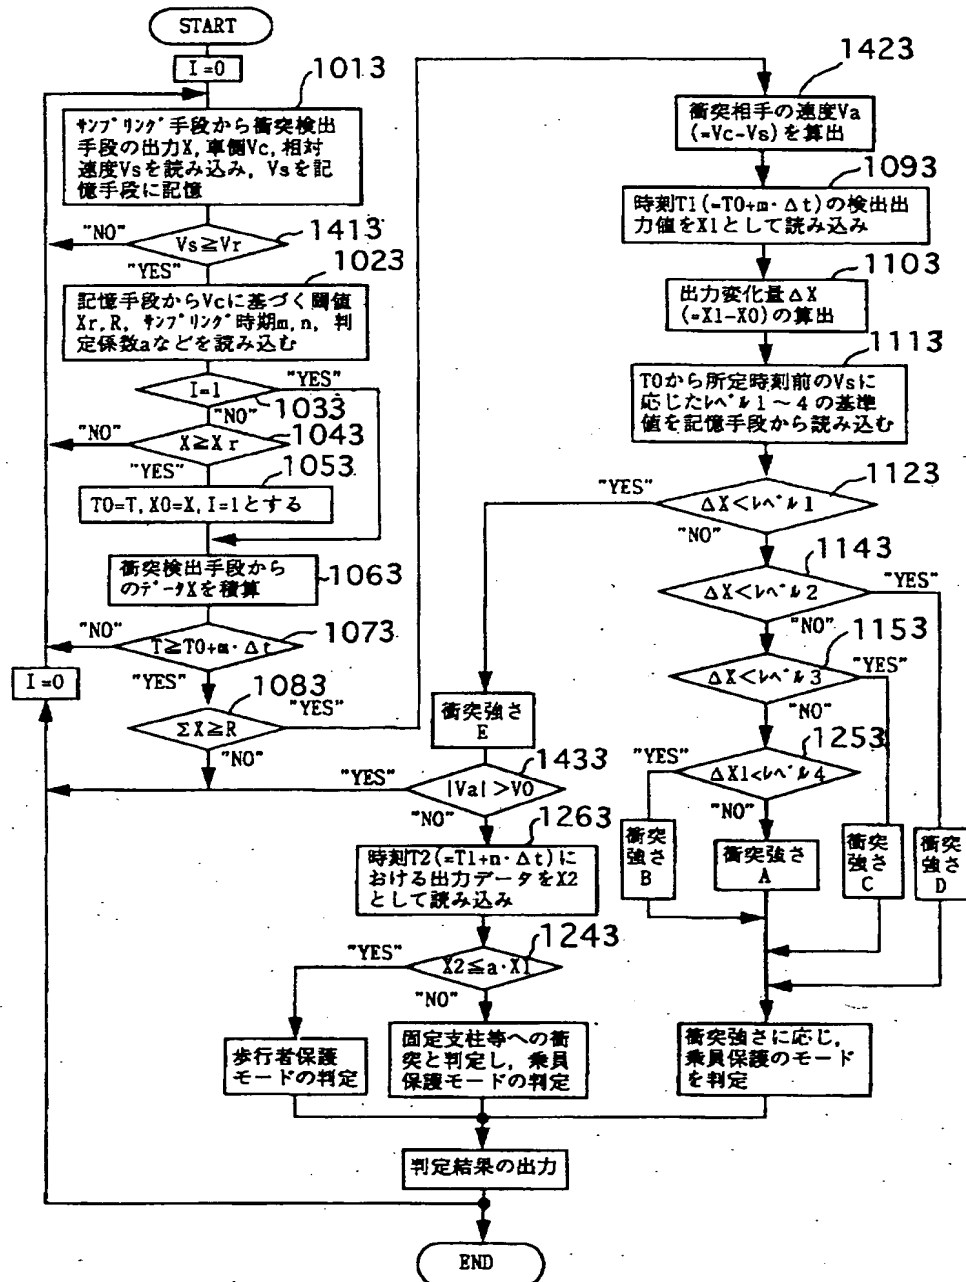 START
I=0
1013
サンプリング手段から衝突検出
手段の出力X,車側Vc,相対
速度Vsを読み込み,Vsを記
憶手段に記憶
"NO"
Vs≧Vr
1413
"YES"
1023
記憶手段からVcに基づく閾値
Xr,R,サンプリング時期m,n,判
定係数aなどを読み込む
I=1
"YES"
1033
"NO"
"NO"
X≧Xr
1043
"YES"
1053
T0=T,X0=X,I=1とする
衝突検出手段から
のデータXを積算
1063
"NO"
T≧T0+m·Δt
1073
I=0
"YES"
1083
ΣX≧R
"YES"
"NO"
1423
衝突相手の速度Va
(=Vc-Vs)を算出
1093
時刻T1(=T0+m·Δt)の検出出
力値をX1として読み込み
1103
出力変化量ΔX
(=X1-X0)の算出
1113
T0から所定時刻前のVsに
応じたレベル1～4の基準
値を記憶手段から読み込む
1123
"YES"
ΔX<レベル1
"NO"
1143
ΔX<レベル2
"YES"
"NO"
1153
ΔX<レベル3
"YES"
"NO"
1253
"YES"
ΔX1<レベル4
"NO"
衝突強さ
E
1433
"YES"
|Va|>V0
"NO"
1263
時刻T2(=T1+n·Δt)に
おける出力データをX2
として読み込み
1243
"YES"
X2≦a·X1
"NO"
衝突
強さ
B
衝突強さ
A
衝突
強さ
C
衝突
強さ
D
歩行者保護
モードの判定
固定支柱等への衝
突と判定し,乗員
保護モードの判定
衝突強さに応じ,
乗員保護のモード
を判定
判定結果の出力
END